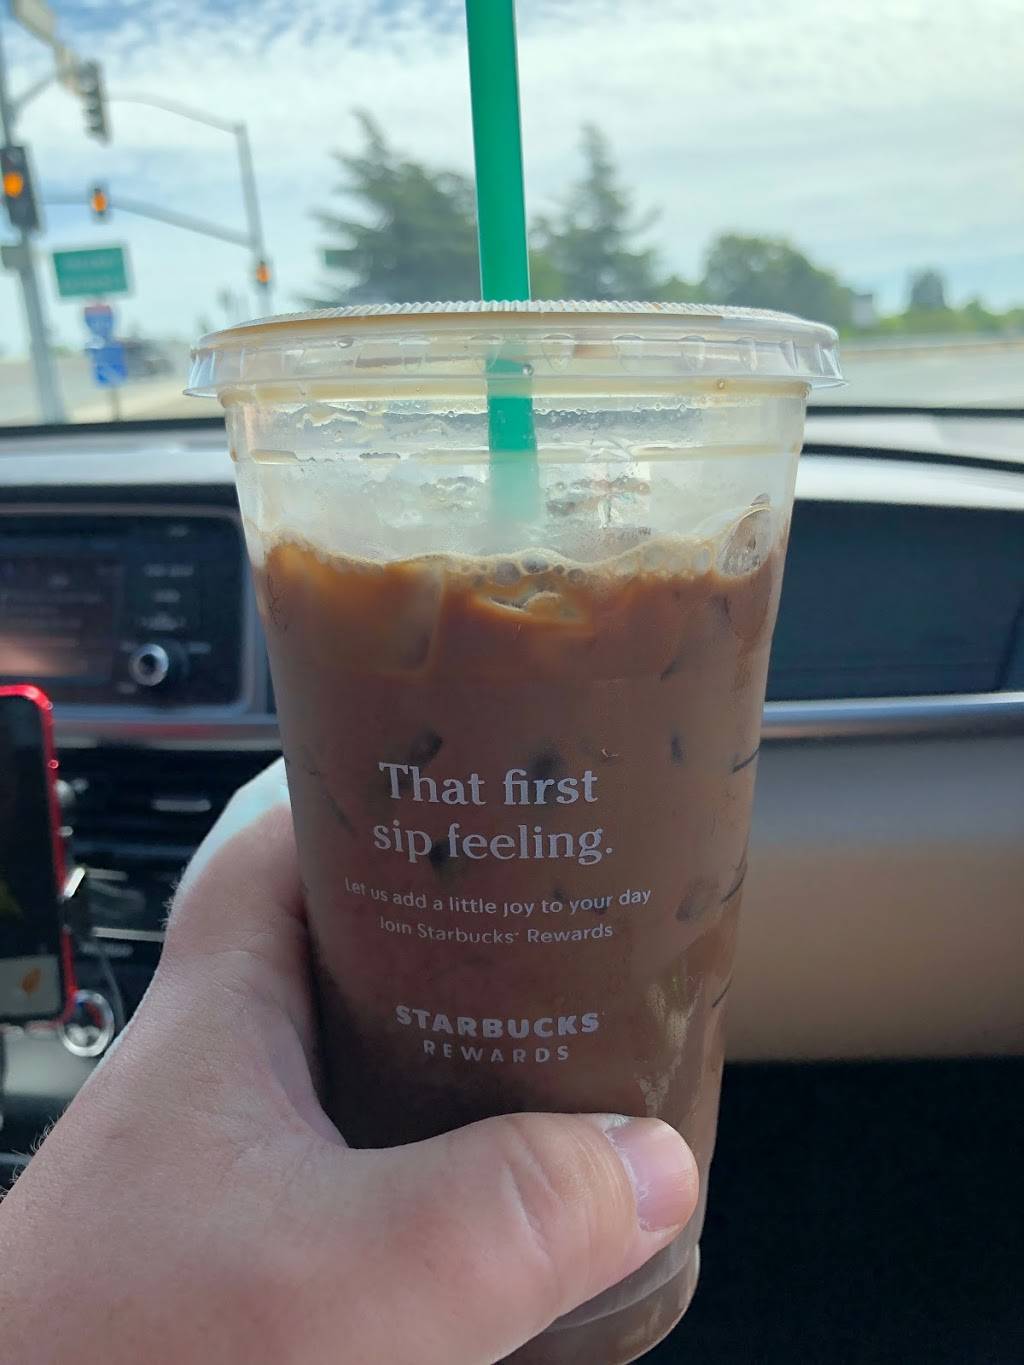 That first
sip feeling.
Let us add a little joy to your day
Join Starbucks® Rewards
STARBUCKS
REWARDS